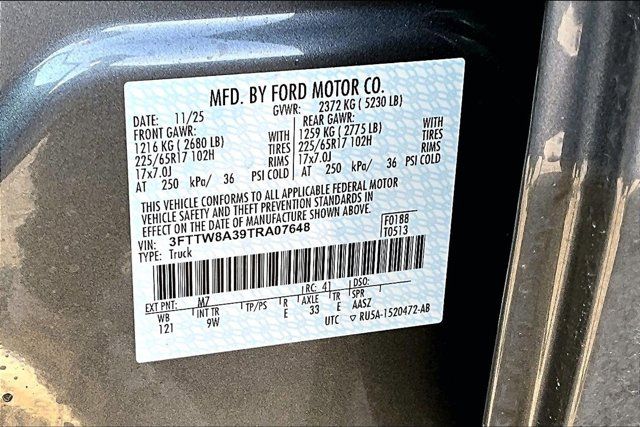 MFD. BY FORD MOTOR CO.
DATE: 11/25 GVWR: 2372 KG ( 5230 LB)
FRONT GAWR: REAR GAWR:
1216 KG ( 2680 LB) WITH 1259 KG ( 2775 LB) WITH
225/65R17 102H TIRES 225/65R17 102H TIRES
17x7.0J RIMS 17x7.0J RIMS
AT 250 kPa/ 36 PSI COLD AT 250 kPa/ 36 PSI COLD
THIS VEHICLE CONFORMS TO ALL APPLICABLE FEDERAL MOTOR
VEHICLE SAFETY AND THEFT PREVENTION STANDARDS IN
EFFECT ON THE DATE OF MANUFACTURE SHOWN ABOVE.
VIN: 3FTTW8A39TRA07648 F0188
TYPE: Truck T0513
EXT PNT: M7 RC: 41 DSO:
WB INT TR TP/PS R AXLE TR SPR
121 9W E 33 E AASZ
UTC ▽ RU5A-1520472-AB